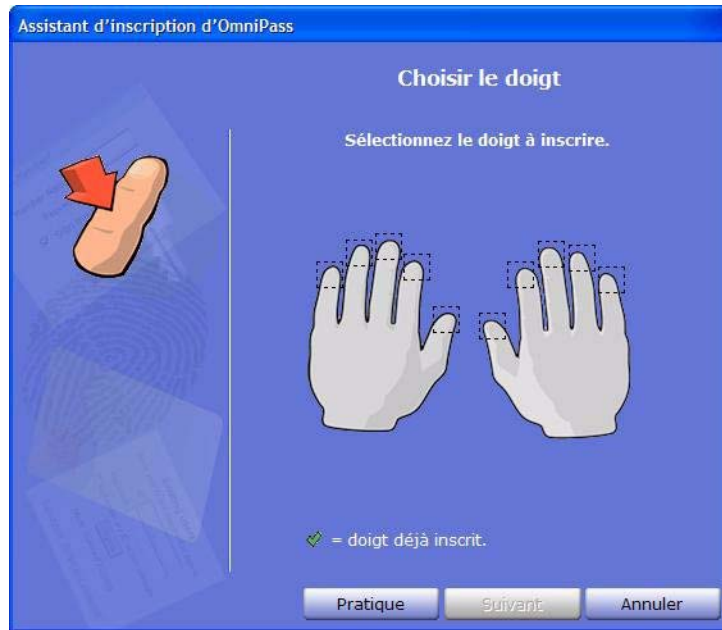 Assistant d'inscription d'OmniPass
Choisir le doigt
Sélectionnez le doigt à inscrire.
= doigt déjà inscrit.
Pratique
Suivant
Annuler